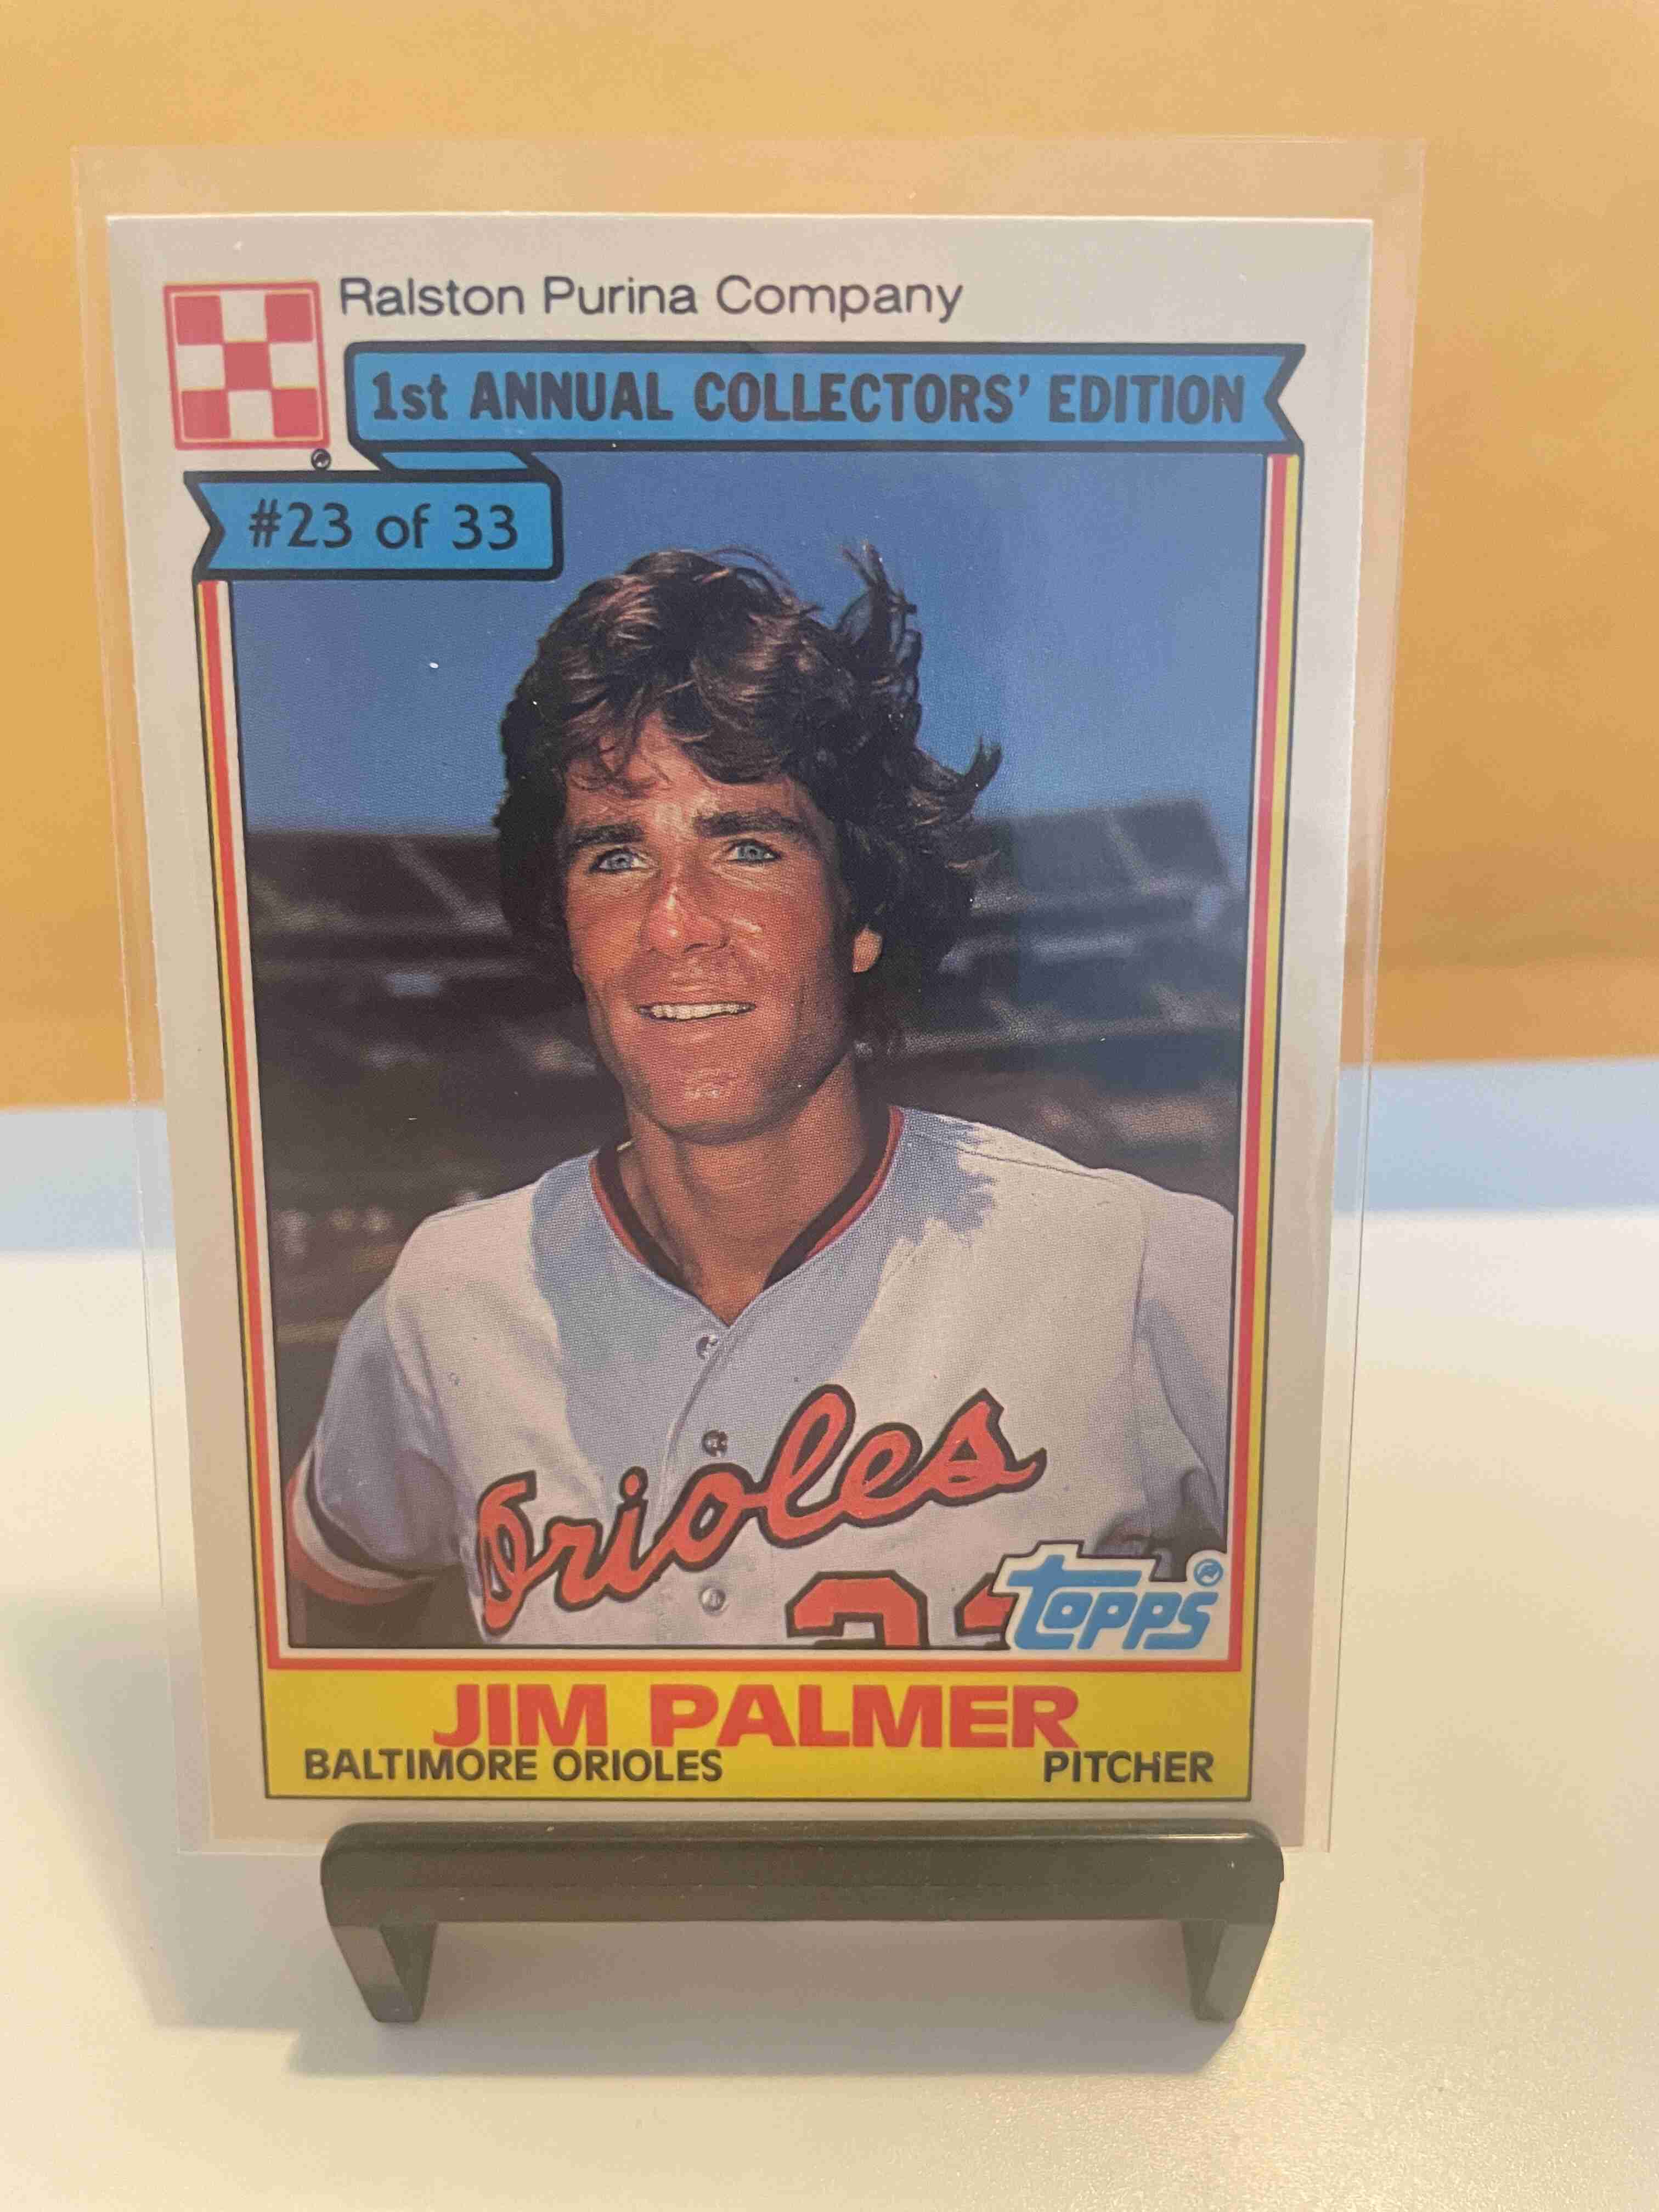 Ralston Purina Company
1st ANNUAL COLLECTORS' EDITION
#23 of 33
Orioles
TOPPS
JIM PALMER
BALTIMORE ORIOLES PITCHER